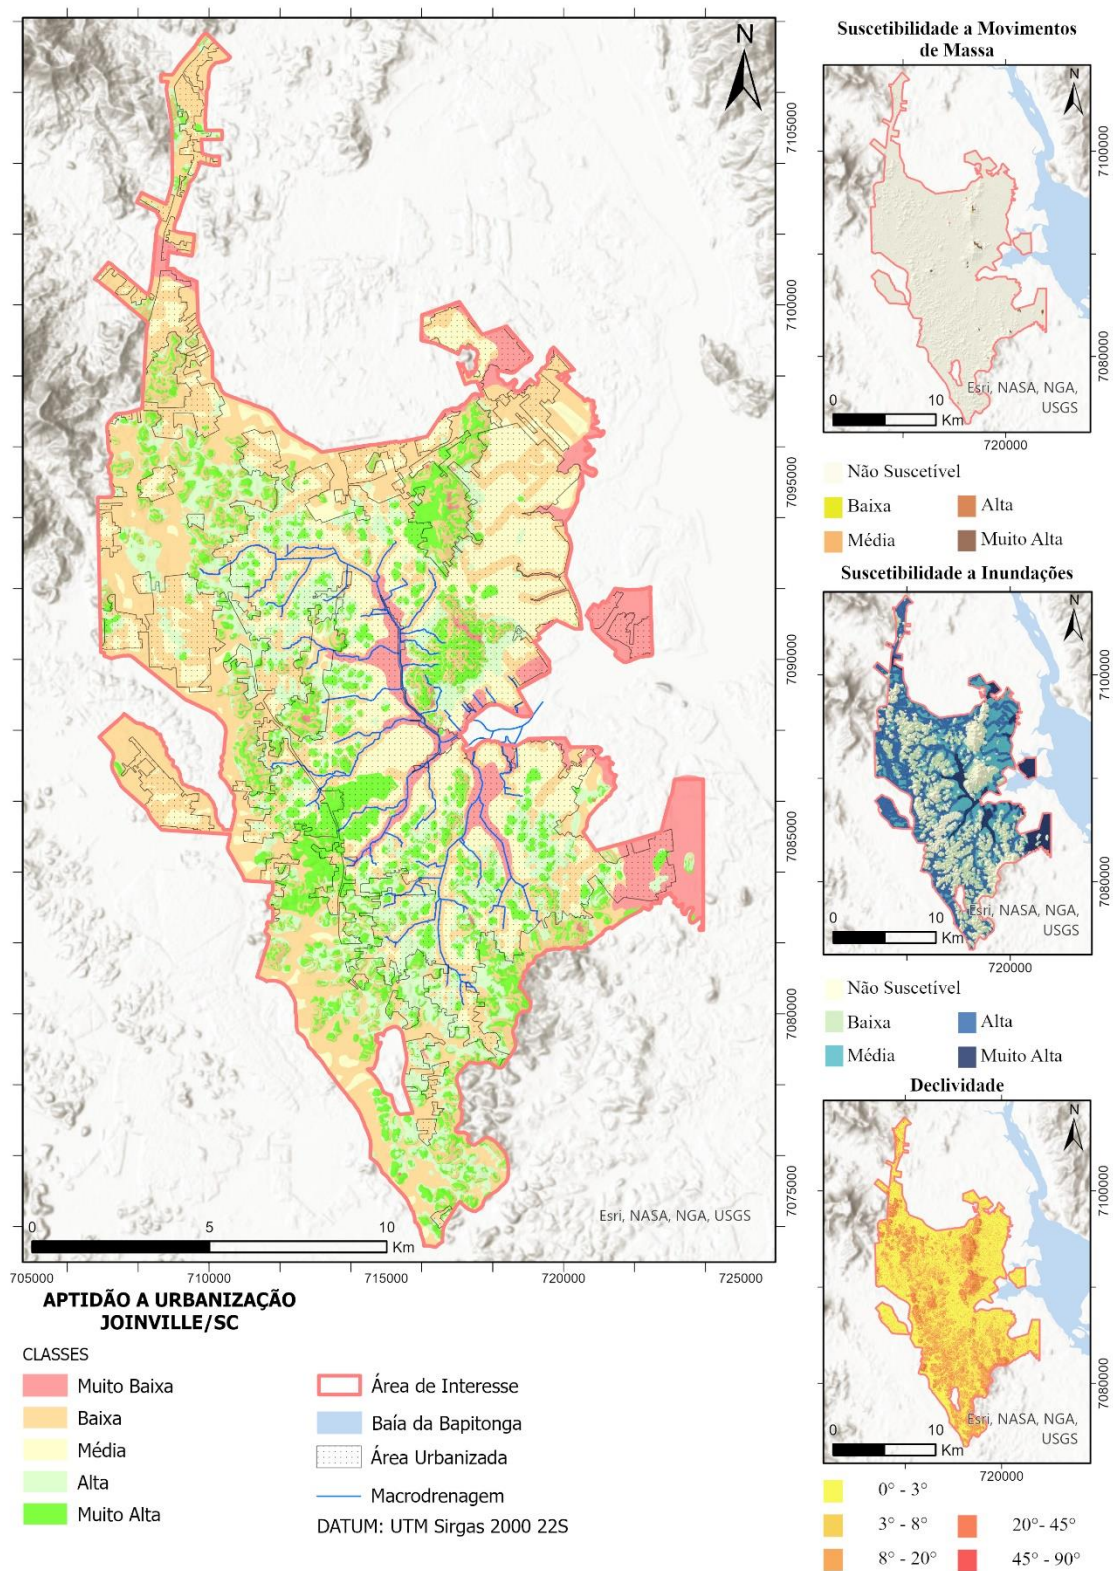 N
7105000
7100000
7095000
7090000
7085000
7080000
7075000
Esri, NASA, NGA, USGS
0 5 10
Km
705000 710000 715000 720000 725000
APTIDÃO A URBANIZAÇÃO
JOINVILLE/SC
CLASSES
Muito Baixa
Baixa
Média
Alta
Muito Alta
Área de Interesse
Baía da Bapitonga
Área Urbanizada
Macrodrenagem
DATUM: UTM Sirgas 2000 22S
Suscetibilidade a Movimentos
de Massa
N
7100000
7080000
Esri, NASA, NGA,
USGS
0 10
Km
720000
Não Suscetível
Baixa
Média
Alta
Muito Alta
Suscetibilidade a Inundações
N
7100000
7080000
Esri, NASA, NGA,
USGS
0 10
Km
720000
Não Suscetível
Baixa
Média
Alta
Muito Alta
Declividade
N
7100000
7080000
Esri, NASA, NGA,
USGS
0 10
Km
720000
0° - 3°
3° - 8°
8° - 20°
20°- 45°
45° - 90°